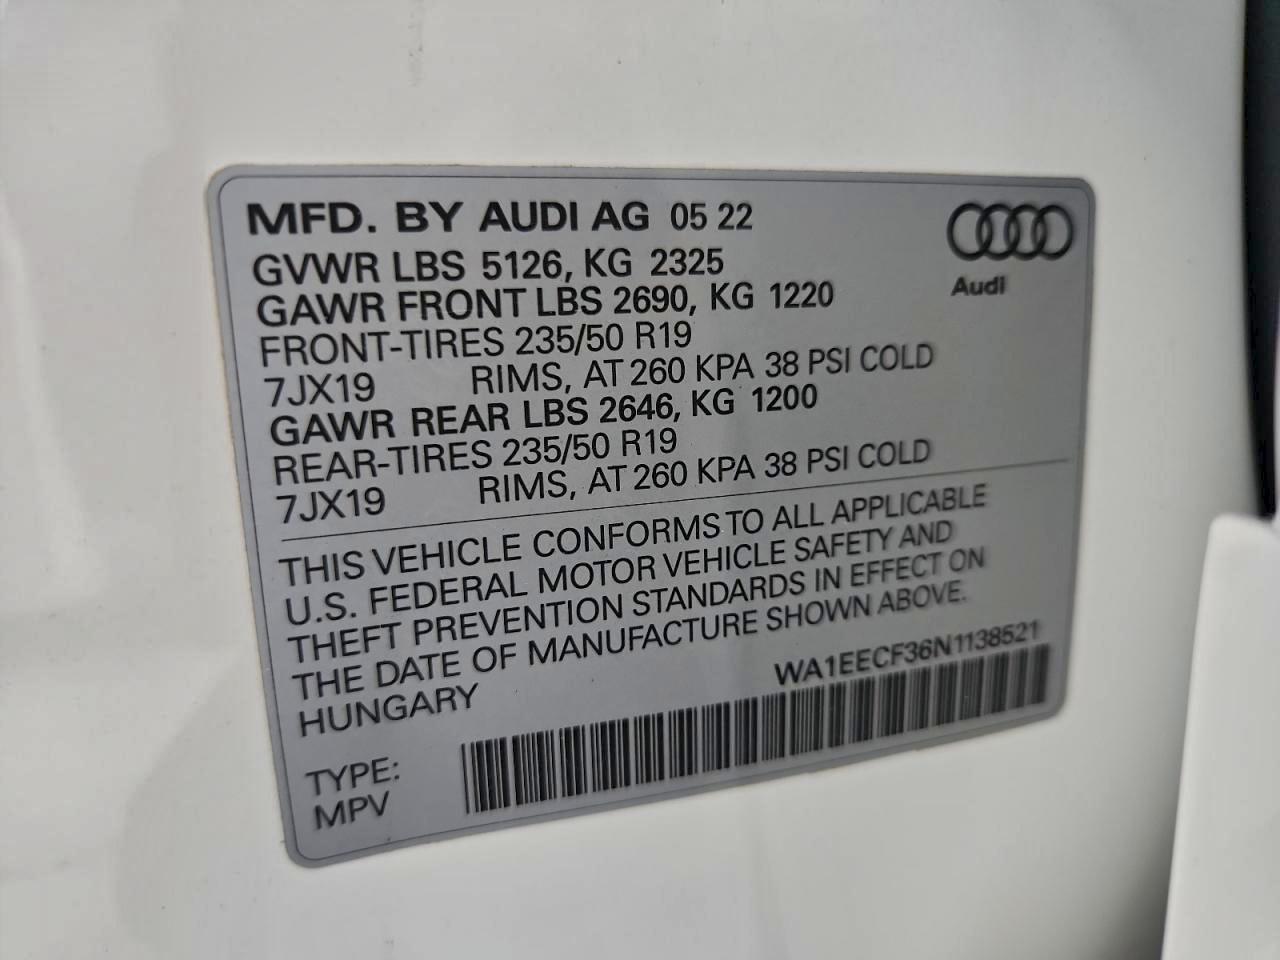 MFD. BY AUDI AG 05 22
GVWR LBS 5126, KG 2325
GAWR FRONT LBS 2690, KG 1220
FRONT-TIRES 235/50 R19
7JX19 RIMS, AT 260 KPA 38 PSI COLD
GAWR REAR LBS 2646, KG 1200
REAR-TIRES 235/50 R19
7JX19 RIMS, AT 260 KPA 38 PSI COLD
Audi
THIS VEHICLE CONFORMS TO ALL APPLICABLE
U.S. FEDERAL MOTOR VEHICLE SAFETY AND
THEFT PREVENTION STANDARDS IN EFFECT ON
THE DATE OF MANUFACTURE SHOWN ABOVE.
HUNGARY
WA1EECF36N1138521
TYPE:
MPV